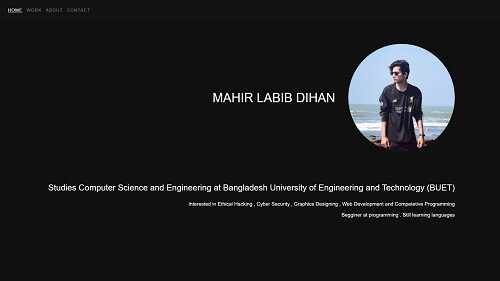 HOME WORK ABOUT CONTACT
MAHIR LABIB DIHAN
Studies Computer Science and Engineering at Bangladesh University of Engineering and Technology (BUET)
Interested in Ethical Hacking , Cyber Security , Graphics Designing , Web Development and Competetive Programming
Begginer at programming . Still learning languages